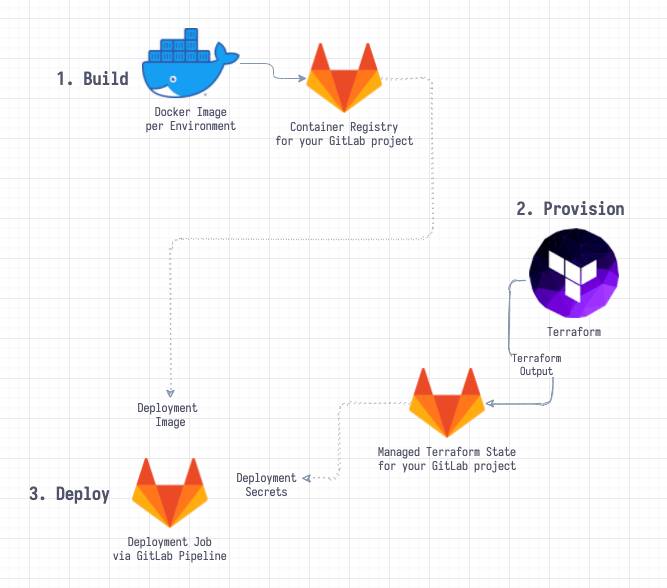 1. Build
Docker Image
per Environment
Container Registry
for your GitLab project
2. Provision
Terraform
Terraform
Output
Managed Terraform State
for your GitLab project
Deployment
Image
3. Deploy
Deployment
Secrets
Deployment Job
via GitLab Pipeline